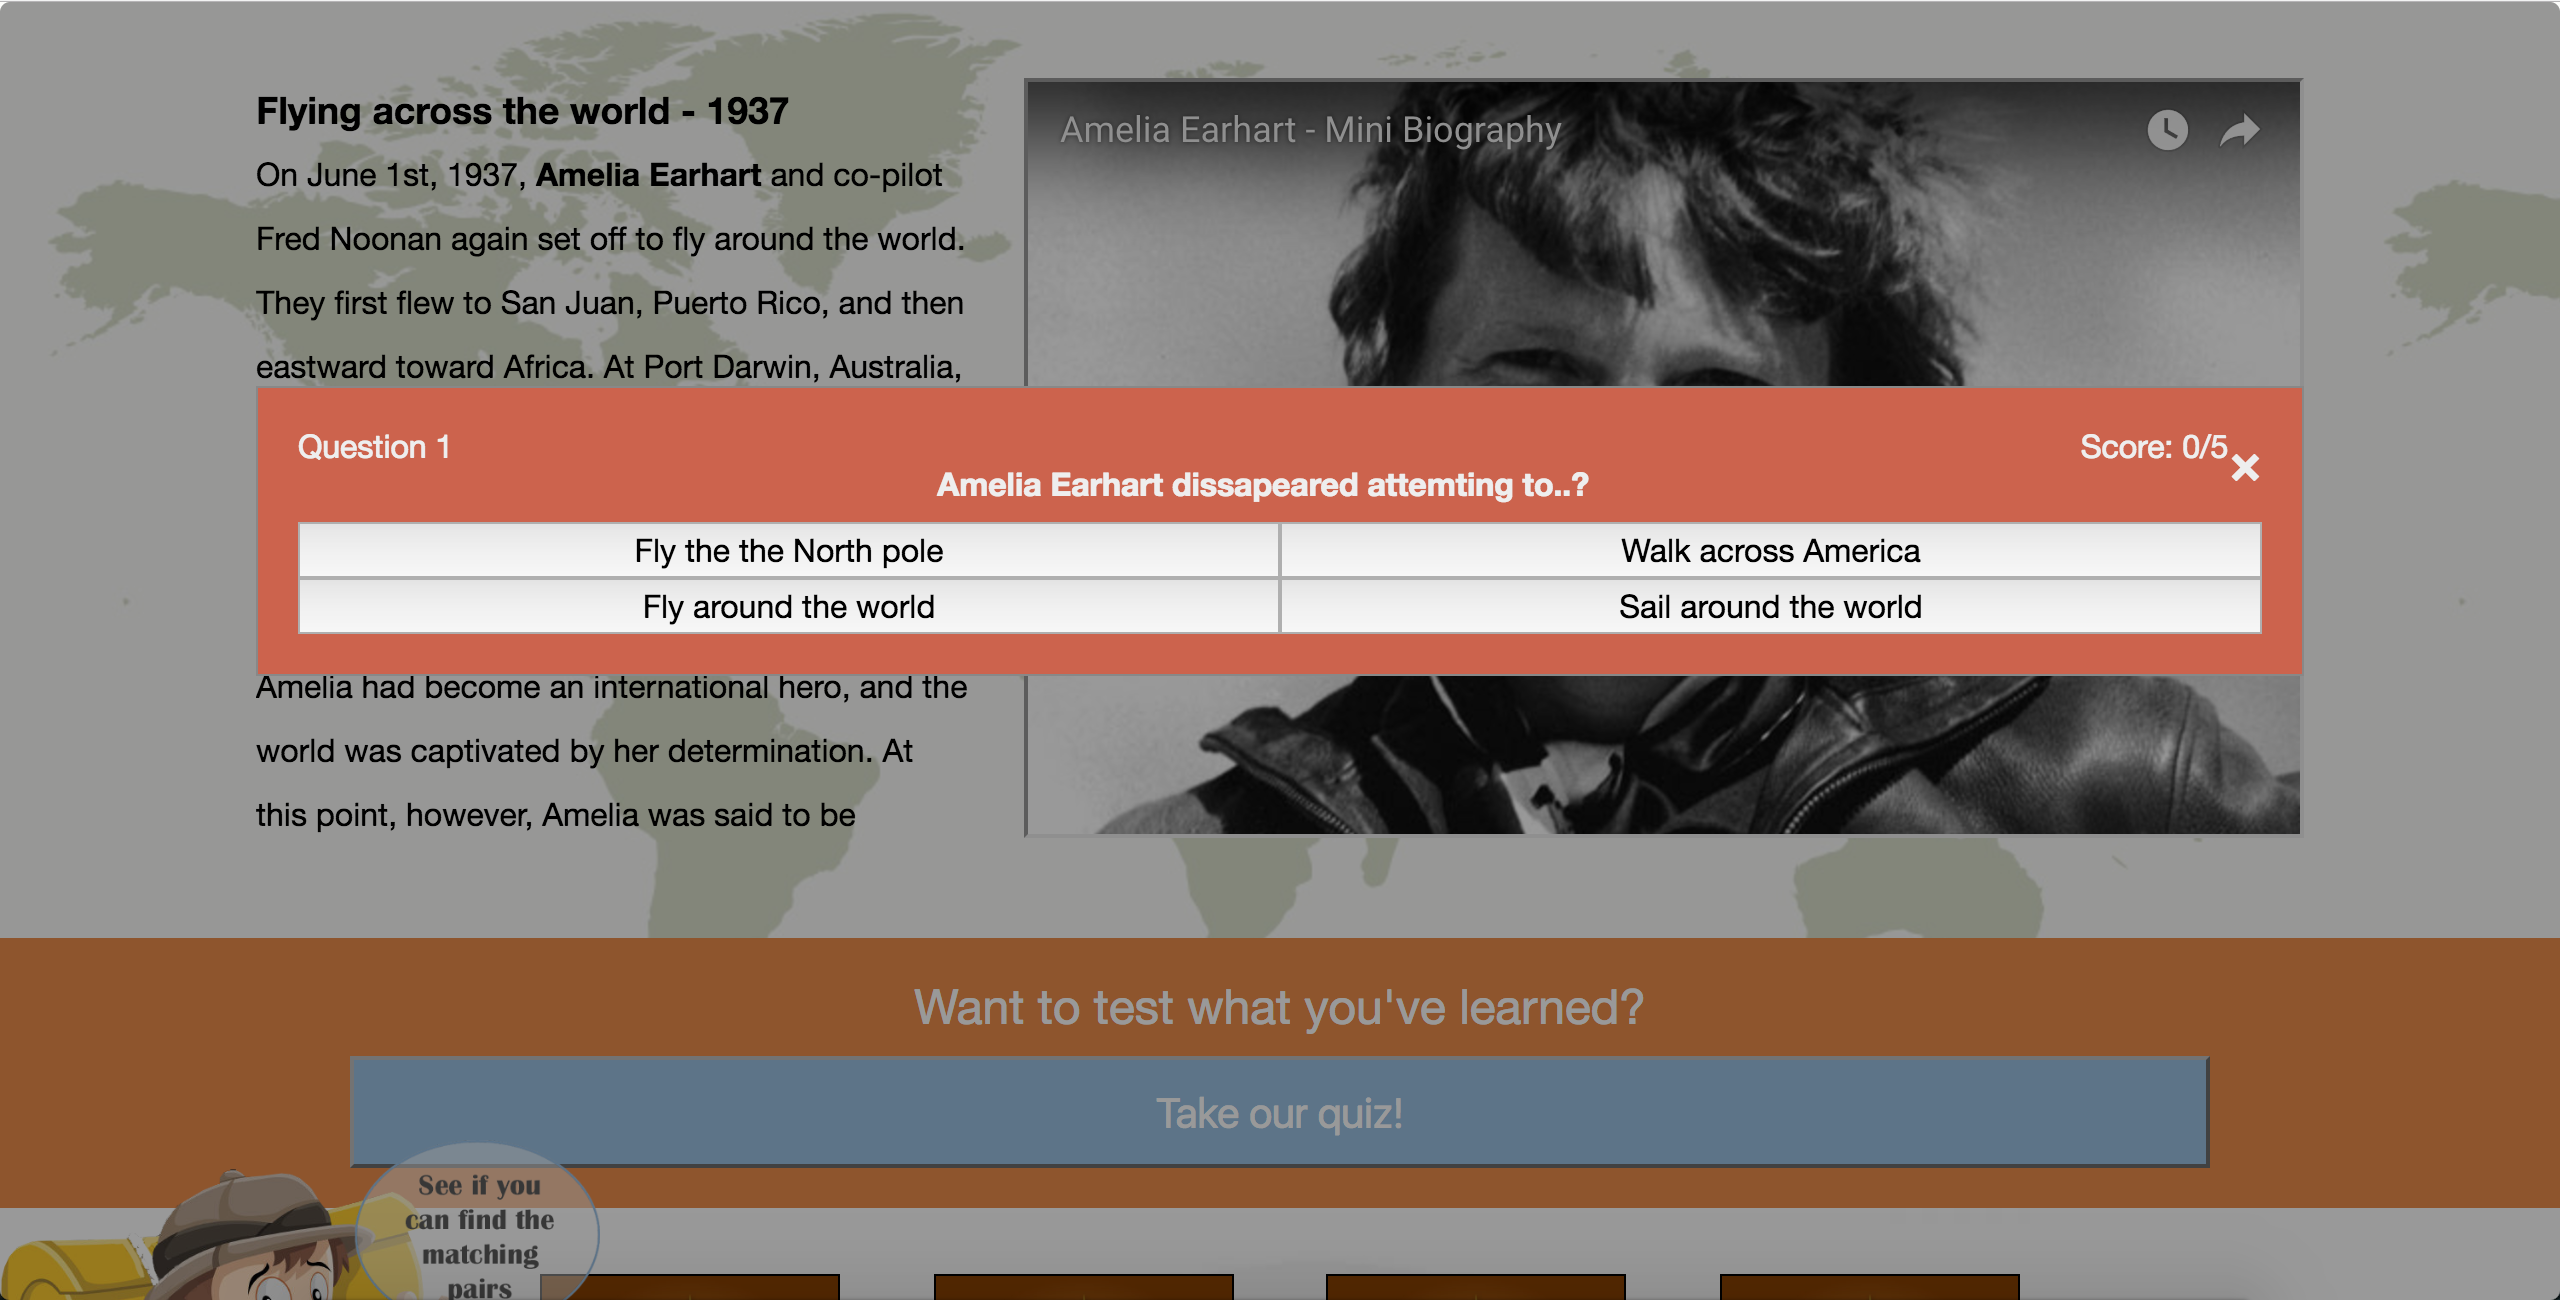 Flying across the world - 1937
On June 1st, 1937, Amelia Earhart and co-pilot
Fred Noonan again set off to fly around the world.
They first flew to San Juan, Puerto Rico, and then
eastward toward Africa. At Port Darwin, Australia,
Amelia Earhart - Mini Biography
Question 1
Score: 0/5
Amelia Earhart dissapeared attemting to..?
Fly the the North pole
Walk across America
Fly around the world
Sail around the world
Amelia had become an international hero, and the
world was captivated by her determination. At
this point, however, Amelia was said to be
Want to test what you've learned?
Take our quiz!
See if you
can find the
matching
pairs